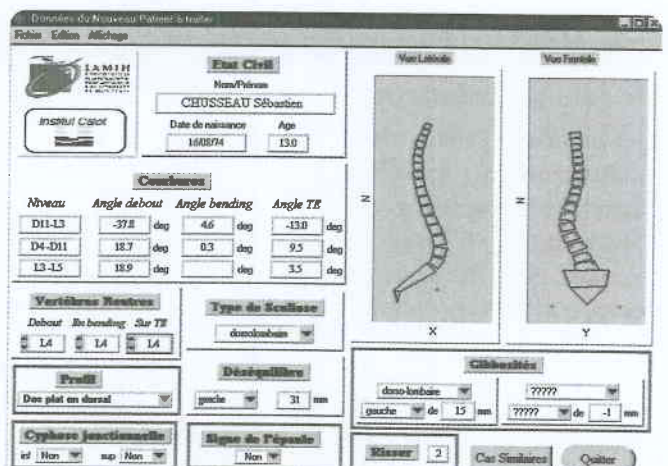 Données du Nouveau Patient à traiter
Fichier Edition Affichage
LAMIH
Institut Calot
Etat Civil
Nom/Prénom
CHUSSEAU Sébastien
Date de naissance Age
16/08/74 13.0
Vue Latérale
Vue Frontale
Z
X
Z
Y
Courbures
Niveau Angle debout Angle bending Angle TE
D11-L3 -37.8 deg 4.6 deg -13.0 deg
D4-D11 18.7 deg 0.3 deg 9.5 deg
L3-L5 18.9 deg deg 3.5 deg
Vertèbres Neutres
Debout En bending Sur TE
L4 L4 L4
Type de Scoliose
dorsolombaire
Profil
Dos plat en dorsal
Déséquilibre
gauche 31 mm
Gibbosités
dorso-lombaire ?????
gauche de 15 mm ????? de -1 mm
Cyphose jonctionnelle
inf Non sup Non
Signe de l'épaule
Non
Risser 2
Cas Similaires
Quitter